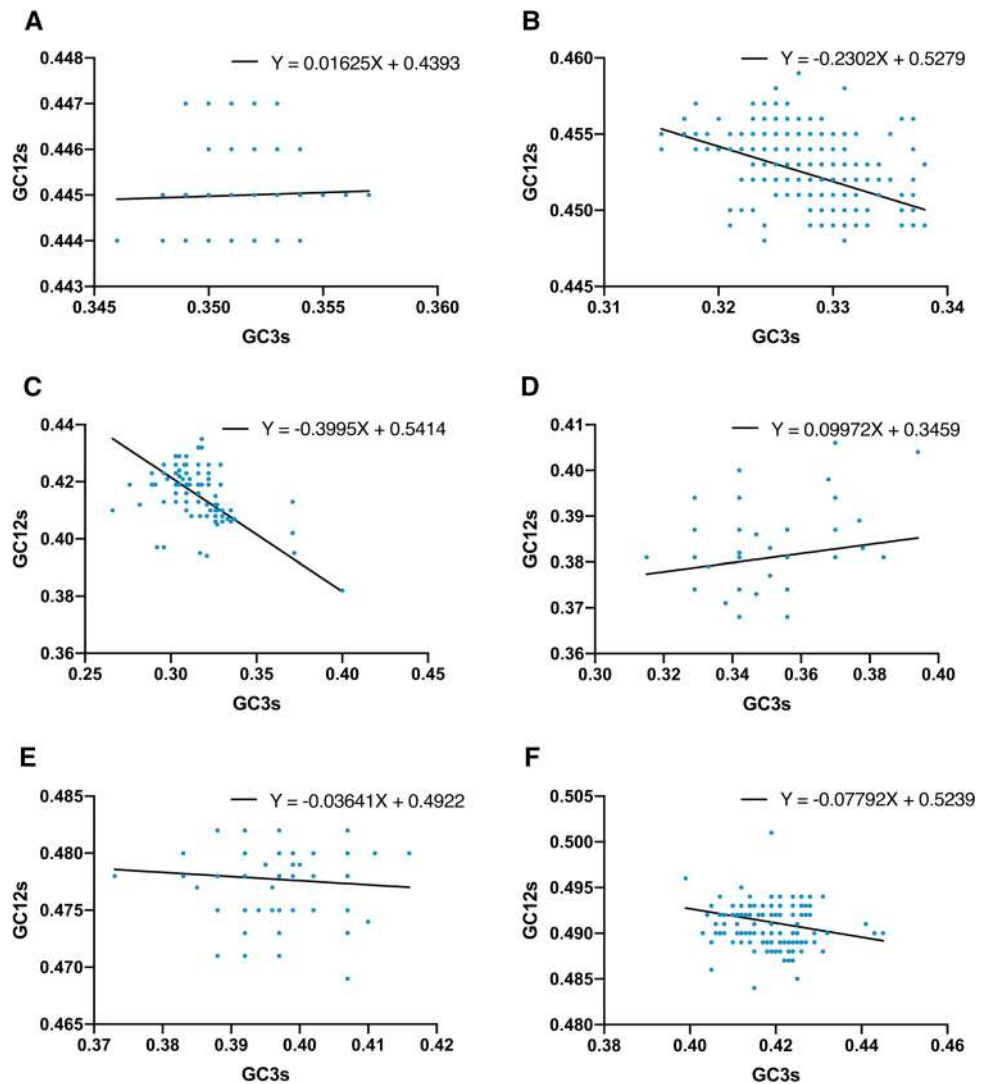 A
Y = 0.01625X + 0.4393
0.448
0.447
0.446
0.445
0.444
0.443
GC12s
0.345 0.350 0.355 0.360
GC3s
B
Y = -0.2302X + 0.5279
0.460
0.455
0.450
0.445
GC12s
0.31 0.32 0.33 0.34
GC3s
C
Y = -0.3995X + 0.5414
0.44
0.42
0.40
0.38
0.36
GC12s
0.25 0.30 0.35 0.40 0.45
GC3s
D
Y = 0.09972X + 0.3459
0.41
0.40
0.39
0.38
0.37
0.36
GC12s
0.30 0.32 0.34 0.36 0.38 0.40
GC3s
E
Y = -0.03641X + 0.4922
0.485
0.480
0.475
0.470
0.465
GC12s
0.37 0.38 0.39 0.40 0.41 0.42
GC3s
F
Y = -0.07792X + 0.5239
0.505
0.500
0.495
0.490
0.485
0.480
GC12s
0.38 0.40 0.42 0.44 0.46
GC3s